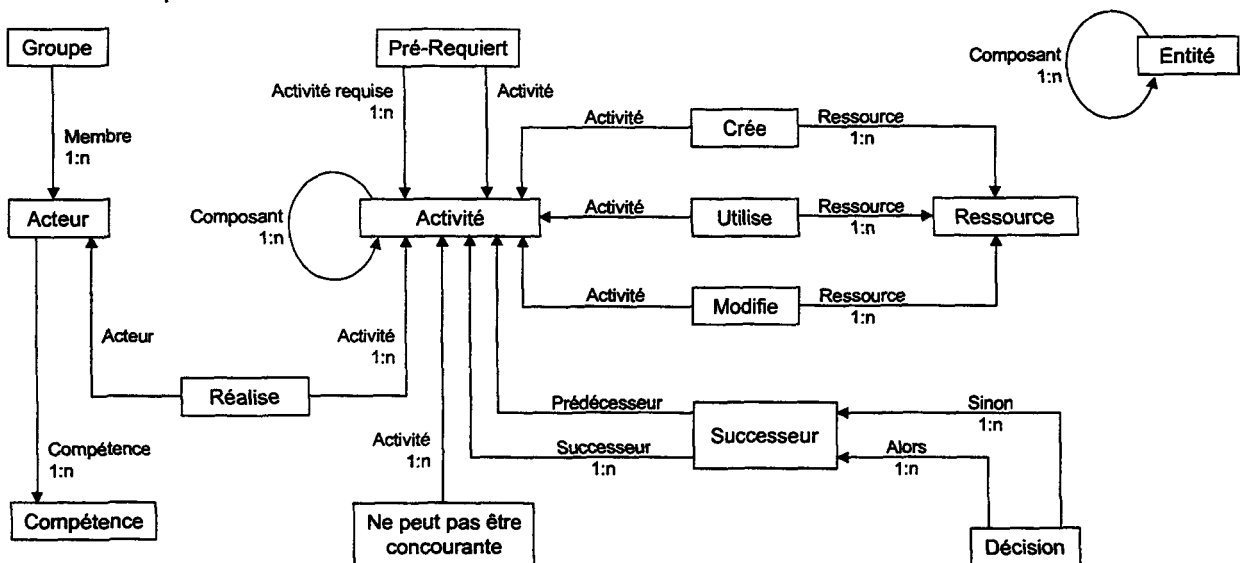 Groupe
Pré-Requiert
Composant
1:n
Entité
Activité requise
1:n
Activité
Activité
Crée
Ressource
1:n
Membre
1:n
Acteur
Composant
1:n
Activité
Activité
Utilise
Ressource
1:n
Ressource
Activité
Modifie
Ressource
1:n
Acteur
Activité
1:n
Réalise
Prédécesseur
Successeur
1:n
Successeur
Sinon
1:n
Alors
1:n
Compétence
1:n
Activité
1:n
Compétence
Ne peut pas être
concourante
Décision